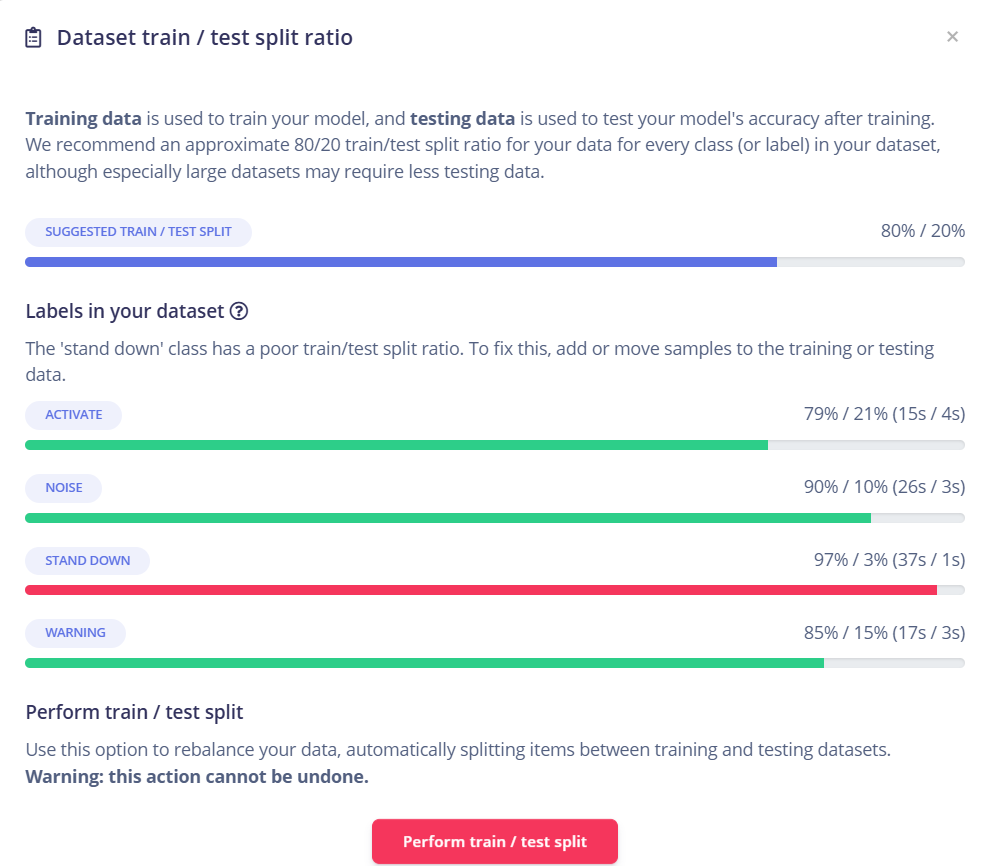 Dataset train / test split ratio
Training data is used to train your model, and testing data is used to test your model's accuracy after training.
We recommend an approximate 80/20 train/test split ratio for your data for every class (or label) in your dataset,
although especially large datasets may require less testing data.
SUGGESTED TRAIN / TEST SPLIT 80% / 20%
Labels in your dataset
The 'stand down' class has a poor train/test split ratio. To fix this, add or move samples to the training or testing
data.
ACTIVATE 79% / 21% (15s / 4s)
NOISE 90% / 10% (26s / 3s)
STAND DOWN 97% / 3% (37s / 1s)
WARNING 85% / 15% (17s / 3s)
Perform train / test split
Use this option to rebalance your data, automatically splitting items between training and testing datasets.
Warning: this action cannot be undone.
Perform train / test split